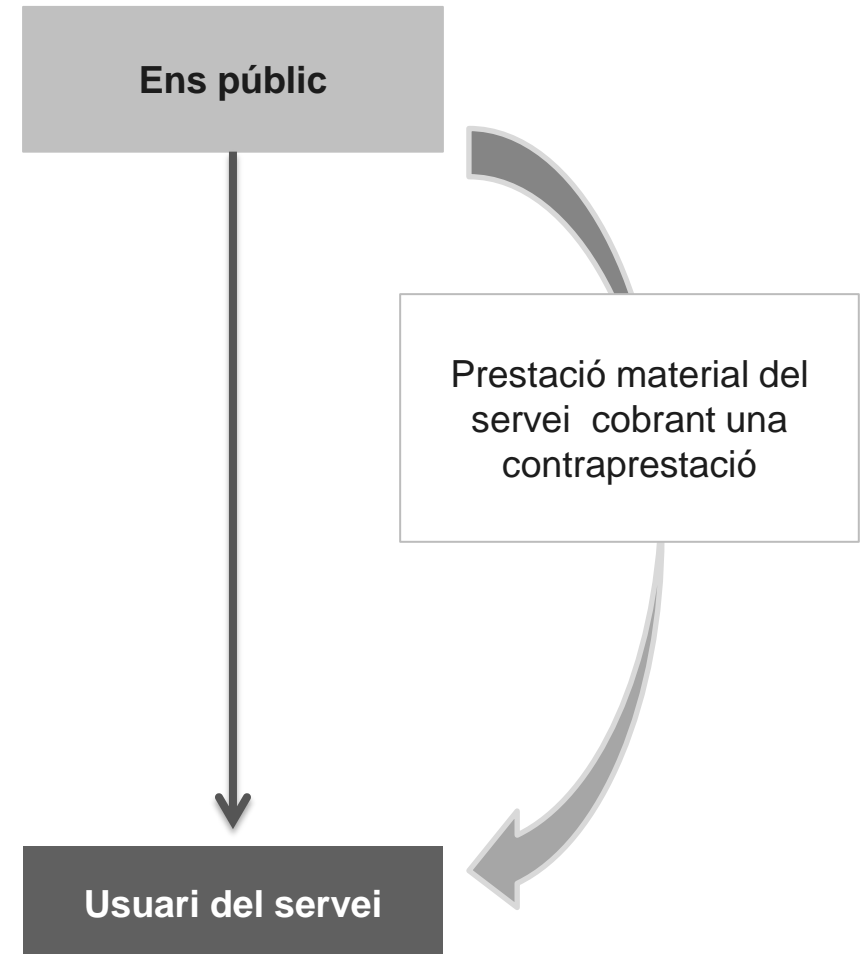 Ens públic
Prestació material del
servei  cobrant una
contraprestació
Usuari del servei